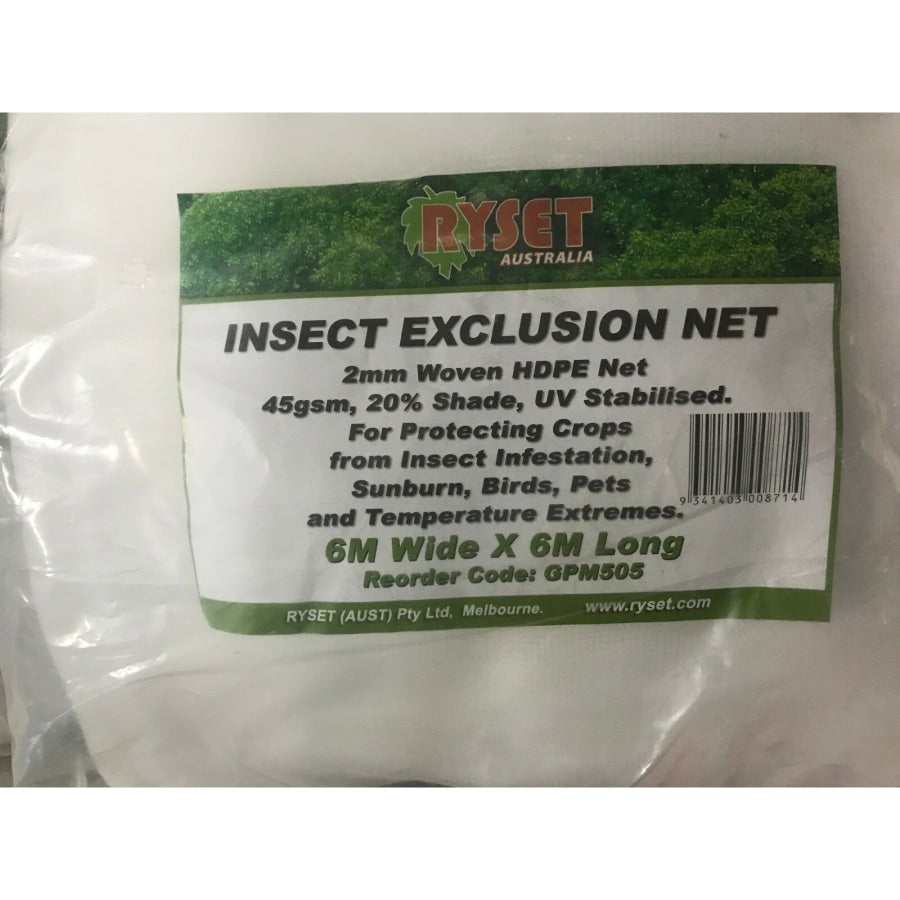 RYSET
AUSTRALIA
INSECT EXCLUSION NET
2mm Woven HDPE Net
45gsm, 20% Shade, UV Stabilised.
For Protecting Crops
from Insect Infestation,
Sunburn, Birds, Pets
and Temperature Extremes.
9 341403 008714
6M Wide X 6M Long
Reorder Code: GPM505
RYSET (AUST) Pty Ltd, Melbourne. www.ryset.com